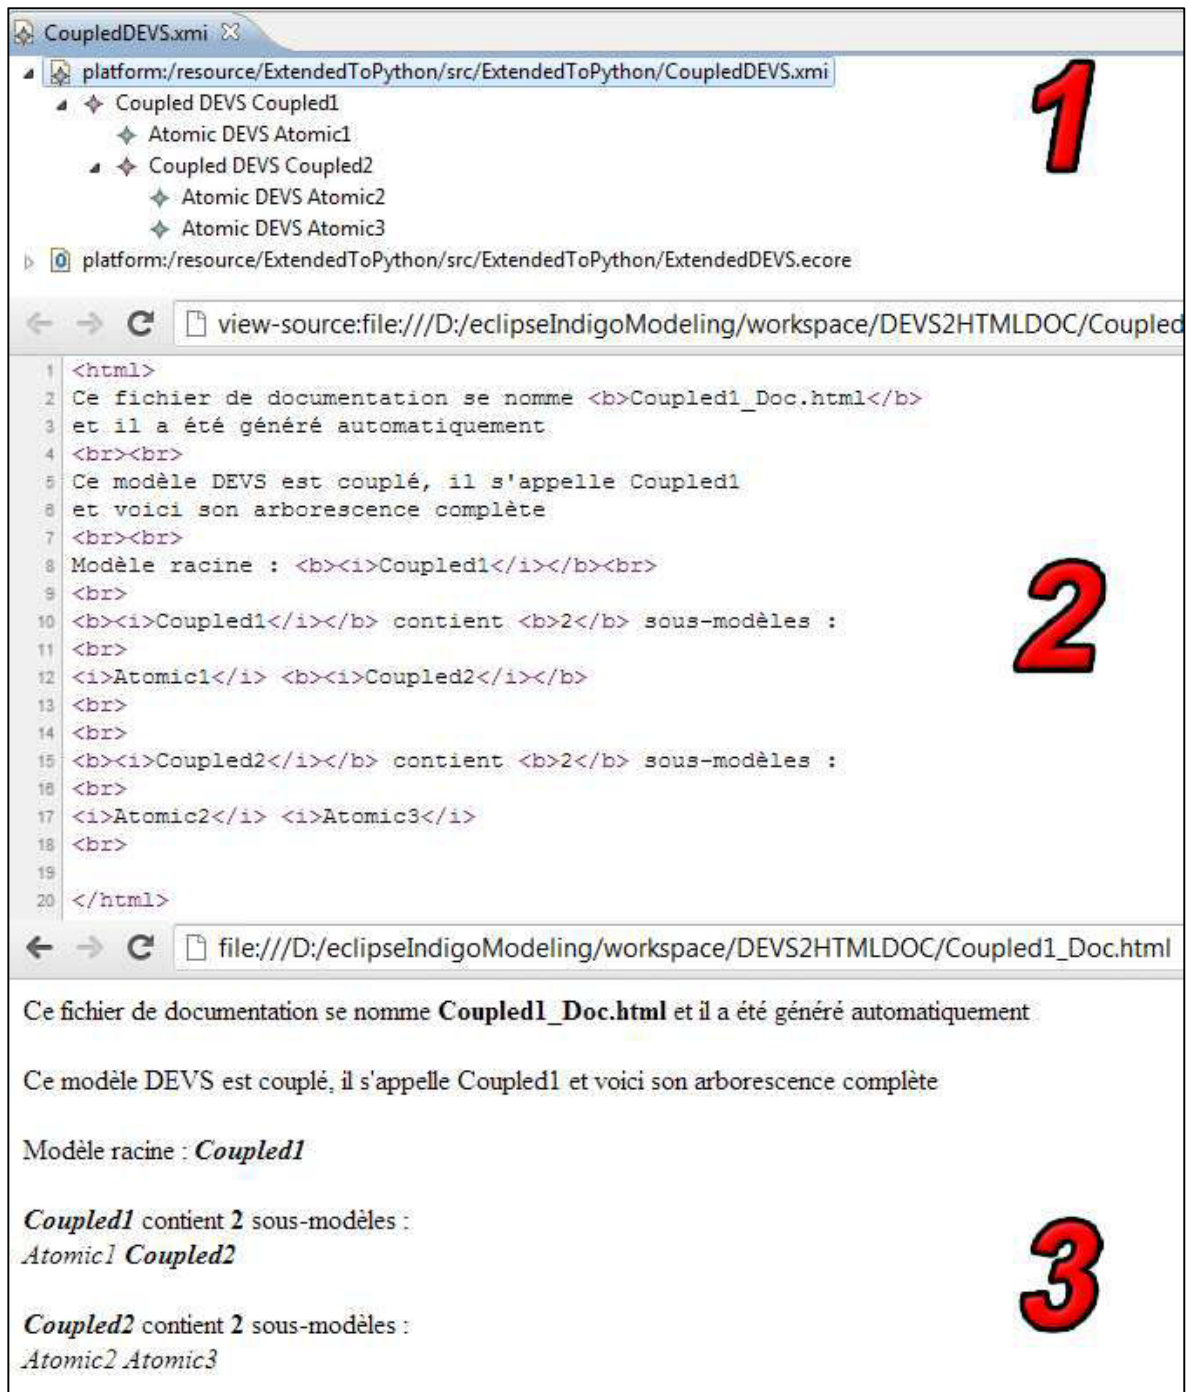 CoupledDEVS.xmi
platform:/resource/ExtendedToPython/src/ExtendedToPython/CoupledDEVS.xmi
Coupled DEVS Coupled1
Atomic DEVS Atomic1
Coupled DEVS Coupled2
Atomic DEVS Atomic2
Atomic DEVS Atomic3
platform:/resource/ExtendedToPython/src/ExtendedToPython/ExtendedDEVS.ecore
1
view-source:file:///D:/eclipseIndigoModeling/workspace/DEVS2HTMLDOC/Coupled
1 <html>
2 Ce fichier de documentation se nomme <b>Coupled1_Doc.html</b>
3 et il a été généré automatiquement
4 <br><br>
5 Ce modèle DEVS est couplé, il s'appelle Coupled1
6 et voici son arborescence complète
7 <br><br>
8 Modèle racine : <b><i>Coupled1</i></b><br>
9 <br>
10 <b><i>Coupled1</i></b> contient <b>2</b> sous-modèles :
11 <br>
12 <i>Atomic1</i> <b><i>Coupled2</i></b>
13 <br>
14 <br>
15 <b><i>Coupled2</i></b> contient <b>2</b> sous-modèles :
16 <br>
17 <i>Atomic2</i> <i>Atomic3</i>
18 <br>
19
20 </html>
2
file:///D:/eclipseIndigoModeling/workspace/DEVS2HTMLDOC/Coupled1_Doc.html
Ce fichier de documentation se nomme Coupled1_Doc.html et il a été généré automatiquement
Ce modèle DEVS est couplé, il s'appelle Coupled1 et voici son arborescence complète
Modèle racine : Coupled1
Coupled1 contient 2 sous-modèles :
Atomic1 Coupled2
Coupled2 contient 2 sous-modèles :
Atomic2 Atomic3
3